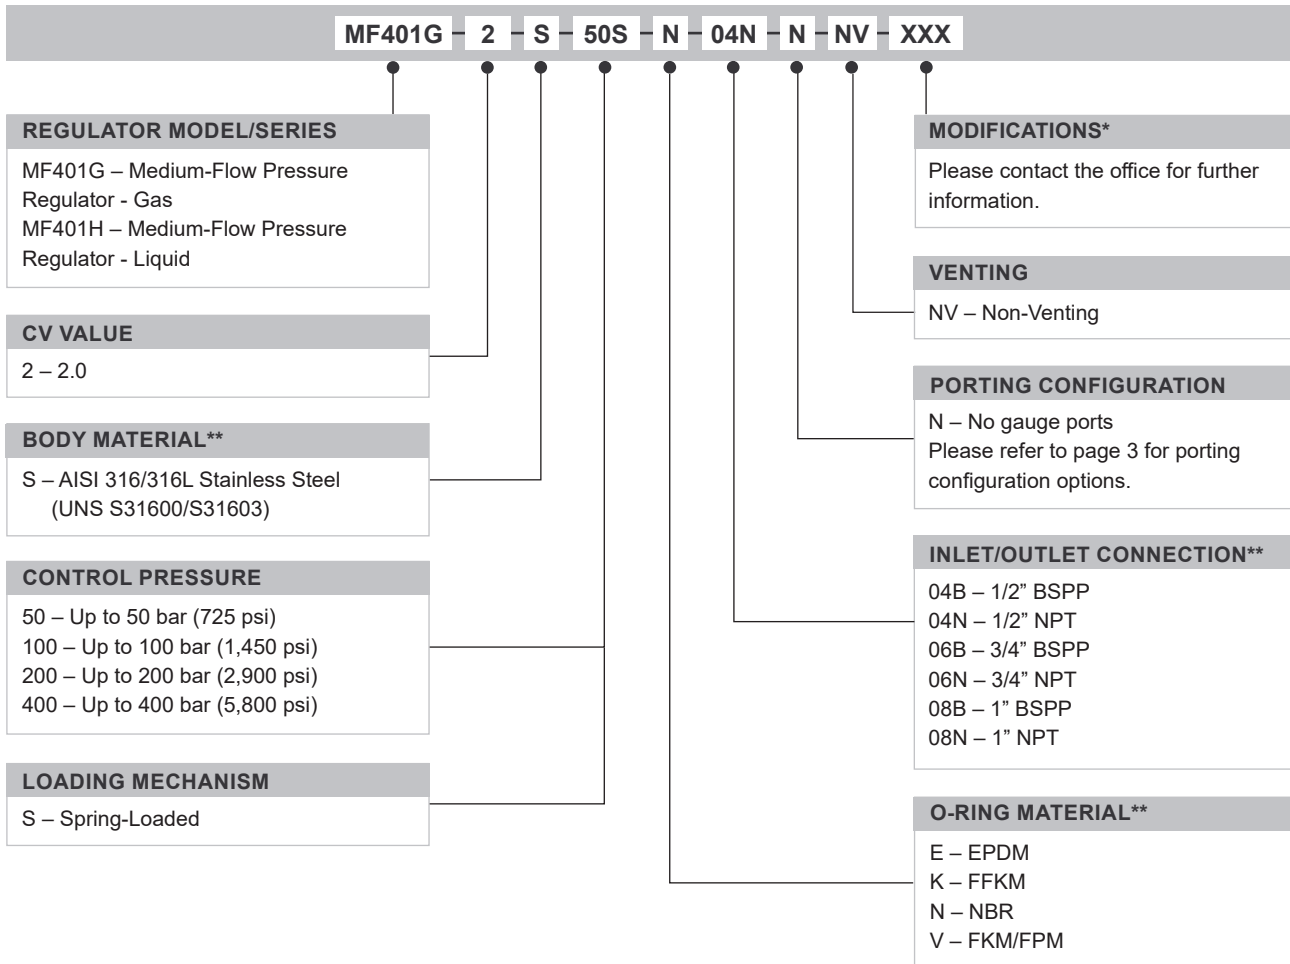 MF401G 2 S 50S N 04N N NV XXX
REGULATOR MODEL/SERIES
MF401G – Medium-Flow Pressure
Regulator - Gas
MF401H – Medium-Flow Pressure
Regulator - Liquid
CV VALUE
2 – 2.0
BODY MATERIAL**
S – AISI 316/316L Stainless Steel
(UNS S31600/S31603)
CONTROL PRESSURE
50 – Up to 50 bar (725 psi)
100 – Up to 100 bar (1,450 psi)
200 – Up to 200 bar (2,900 psi)
400 – Up to 400 bar (5,800 psi)
LOADING MECHANISM
S – Spring-Loaded
MODIFICATIONS*
Please contact the office for further
information.
VENTING
NV – Non-Venting
PORTING CONFIGURATION
N – No gauge ports
Please refer to page 3 for porting
configuration options.
INLET/OUTLET CONNECTION**
04B – 1/2” BSPP
04N – 1/2” NPT
06B – 3/4” BSPP
06N – 3/4” NPT
08B – 1” BSPP
08N – 1” NPT
O-RING MATERIAL**
E – EPDM
K – FFKM
N – NBR
V – FKM/FPM